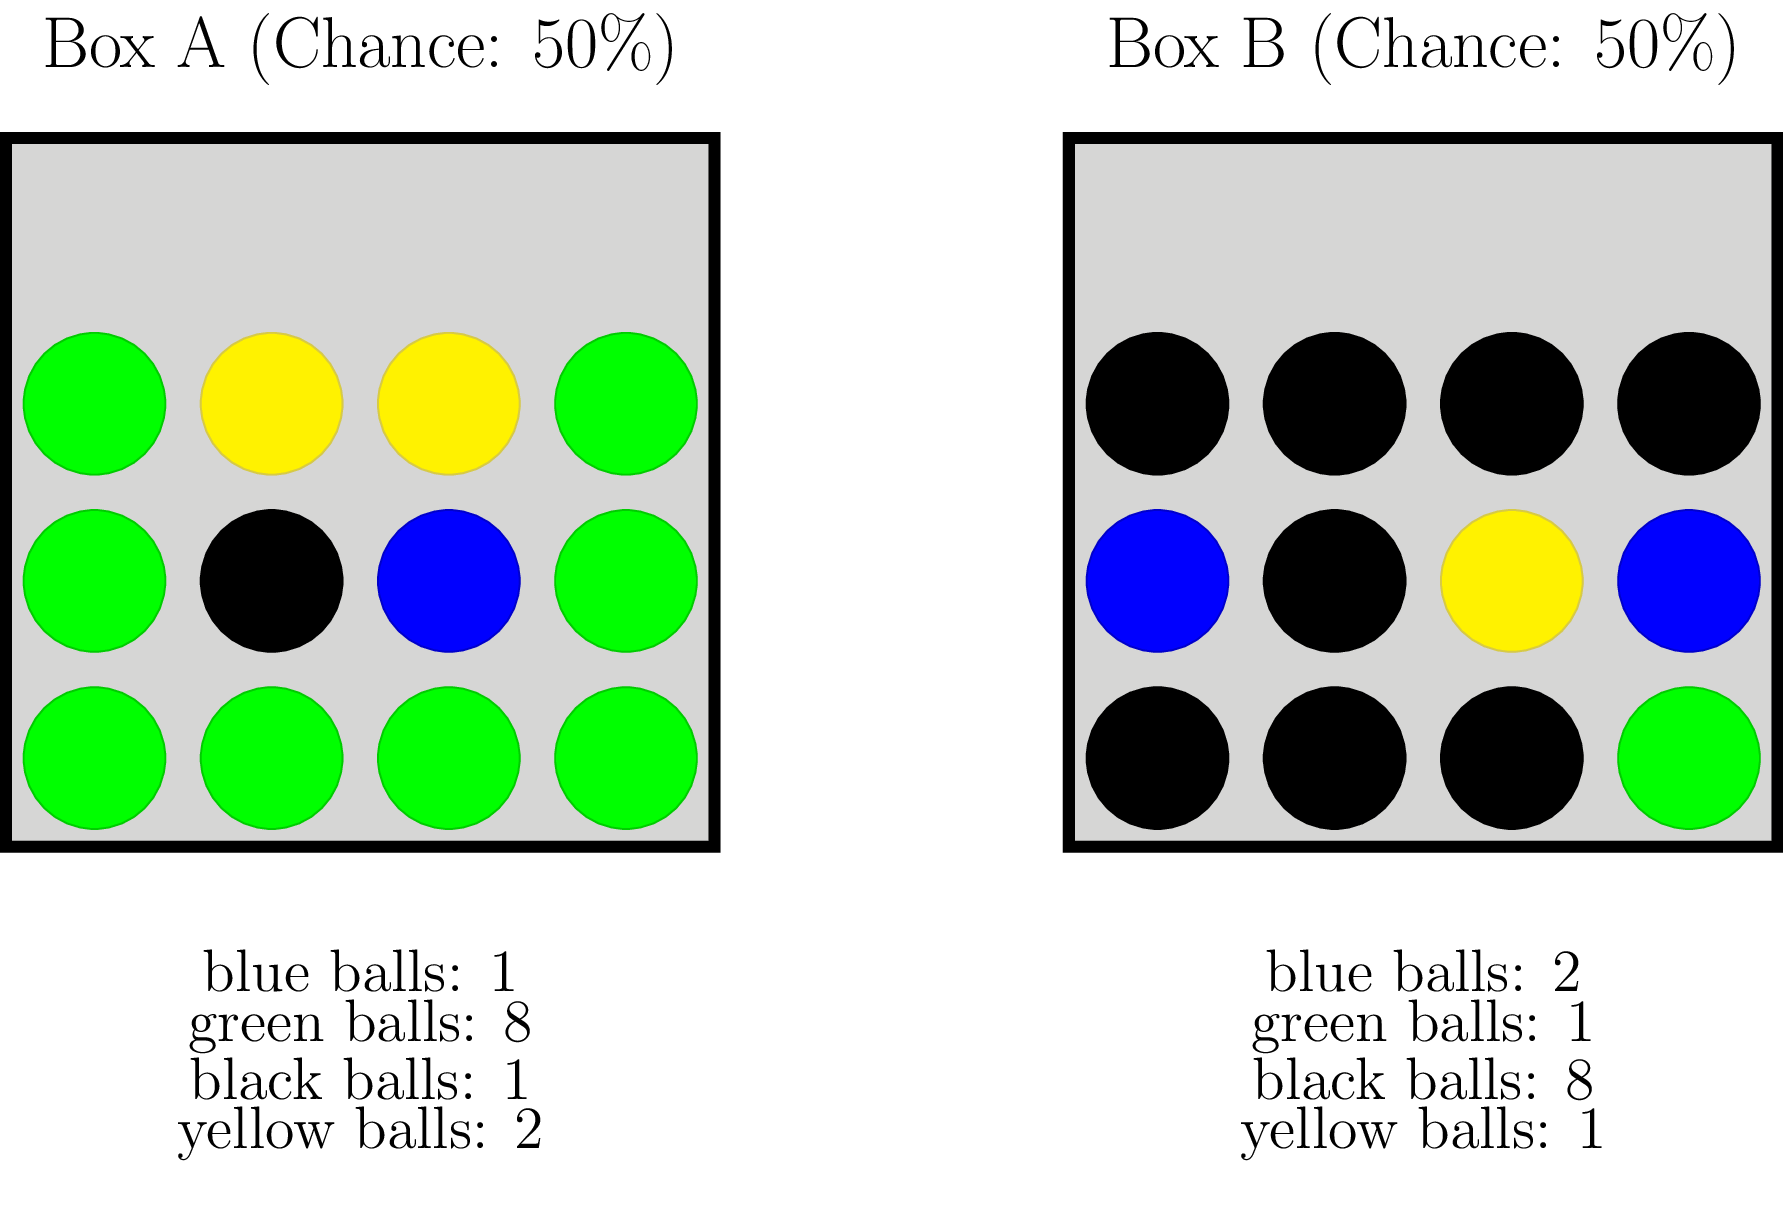 Box A (Chance: 50%)
Box B (Chance: 50%)
blue balls: 1
green balls: 8
black balls: 1
yellow balls: 2
blue balls: 2
green balls: 1
black balls: 8
yellow balls: 1